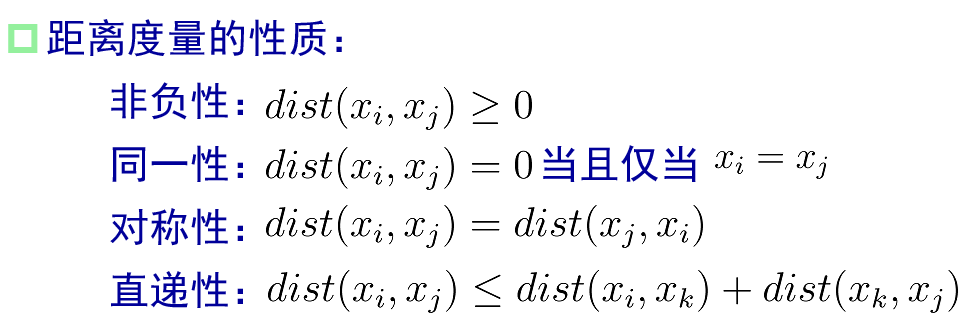 距离度量的性质：
非负性：dist(x_i, x_j) ≥ 0
同一性：dist(x_i, x_j) = 0当且仅当 x_i = x_j
对称性：dist(x_i, x_j) = dist(x_j, x_i)
直递性：dist(x_i, x_j) ≤ dist(x_i, x_k) + dist(x_k, x_j)